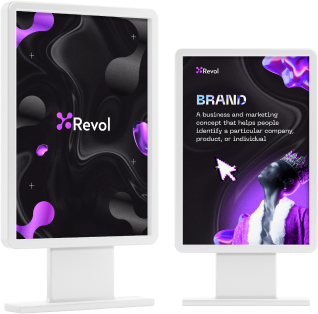 Revol
Revol
BRAND
A business and marketing
concept that helps people
identify a particular company,
product, or individual